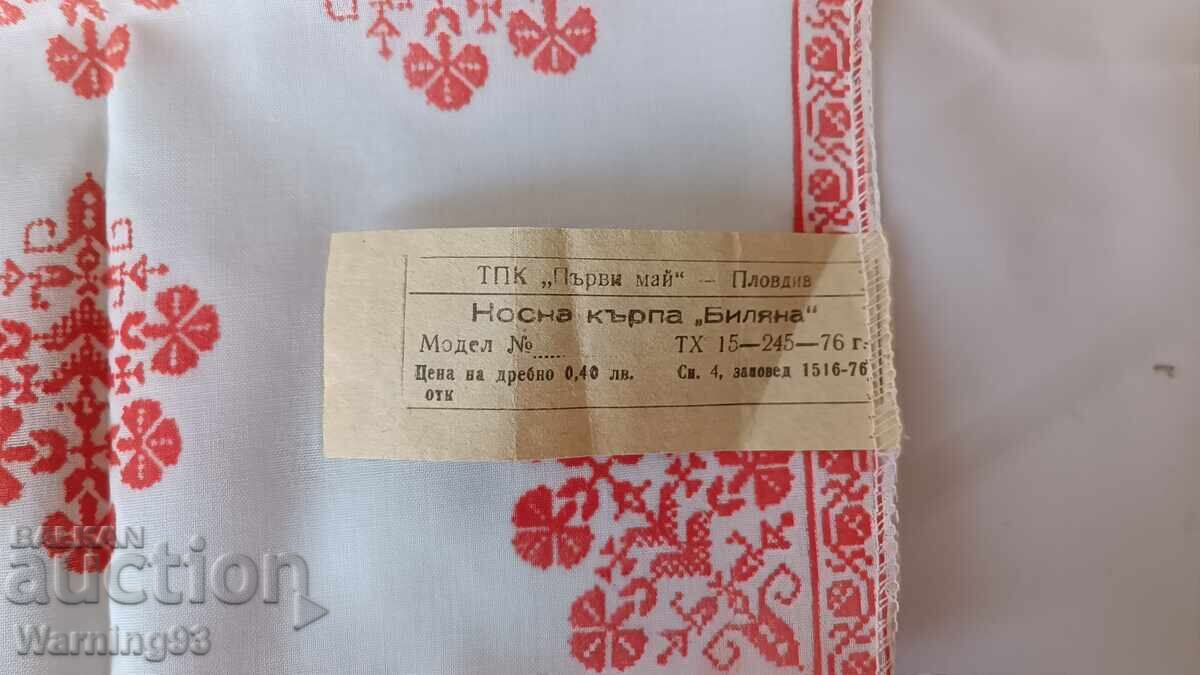 ТПК „Първи май“ – Пловдив
Носна кърпа „Биляна“
Модел № ТХ 15—245—76 г.
Цена на дребно 0,40 лв. Сп. 4, заповед 1516-76
отк
BALKAN
auction
Warning93